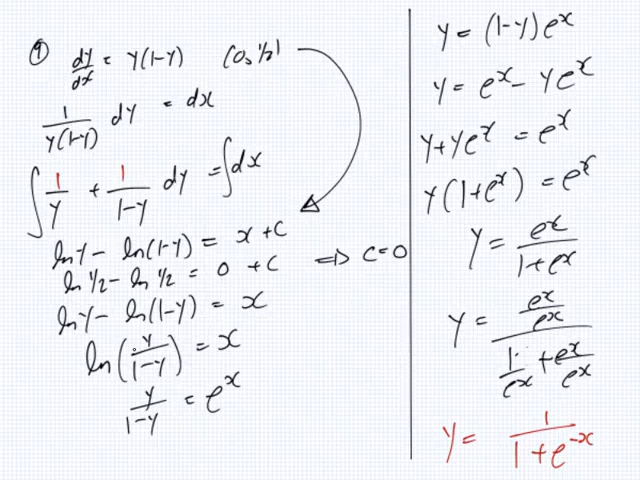 9 dy/dx = y(1-y) (0, 1/2)
1/(y(1-y)) dy = dx
∫ 1/y + 1/(1-y) dy = ∫dx
ln y - ln(1-y) = x+C
ln 1/2 - ln 1/2 = 0 + C ⇒ C=0
ln y - ln(1-y) = x
ln(y/(1-y)) = x
y/(1-y) = e^x
y = (1-y)e^x
y = e^x - ye^x
y+ye^x = e^x
y(1+e^x) = e^x
y = e^x/(1+e^x)
y = (e^x/e^x)/(1/e^x + e^x/e^x)
y = 1/(1+e^-x)